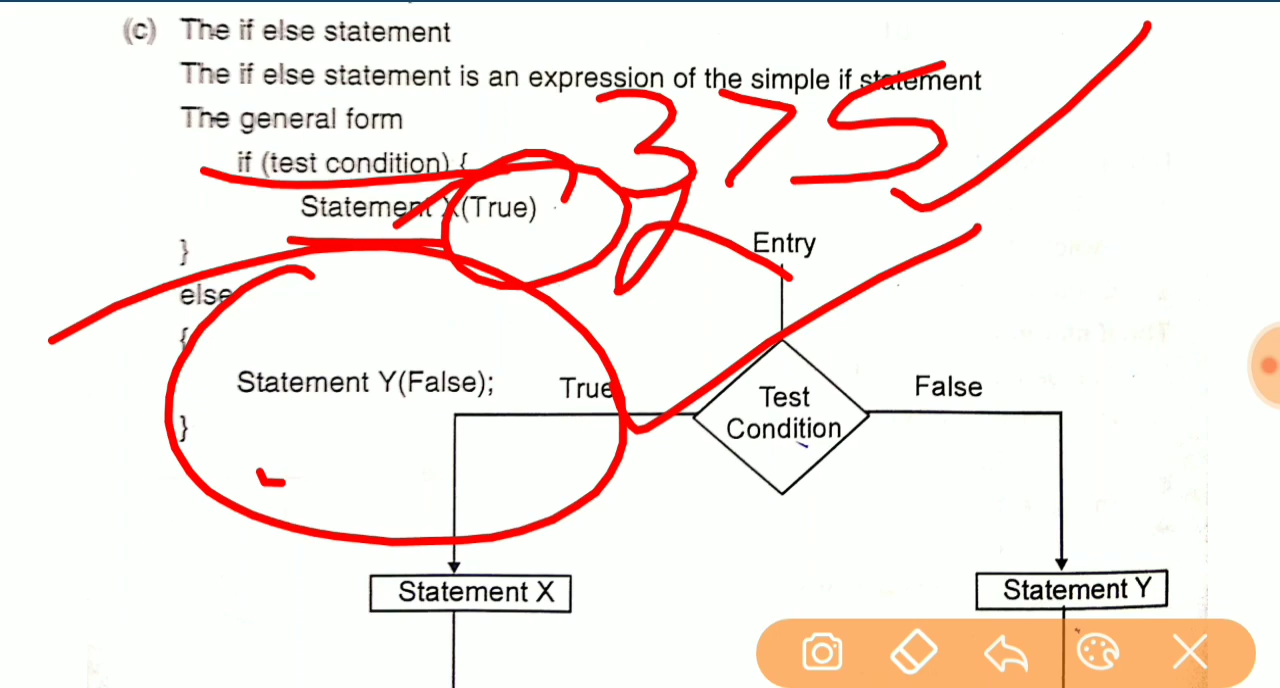 (c) The if else statement
The if else statement is an expression of the simple if statement
The general form
if (test condition) {
Statement X(True)
}
else
{
Statement Y(False);
}
375
Entry
True
Test
Condition
False
Statement X
Statement Y